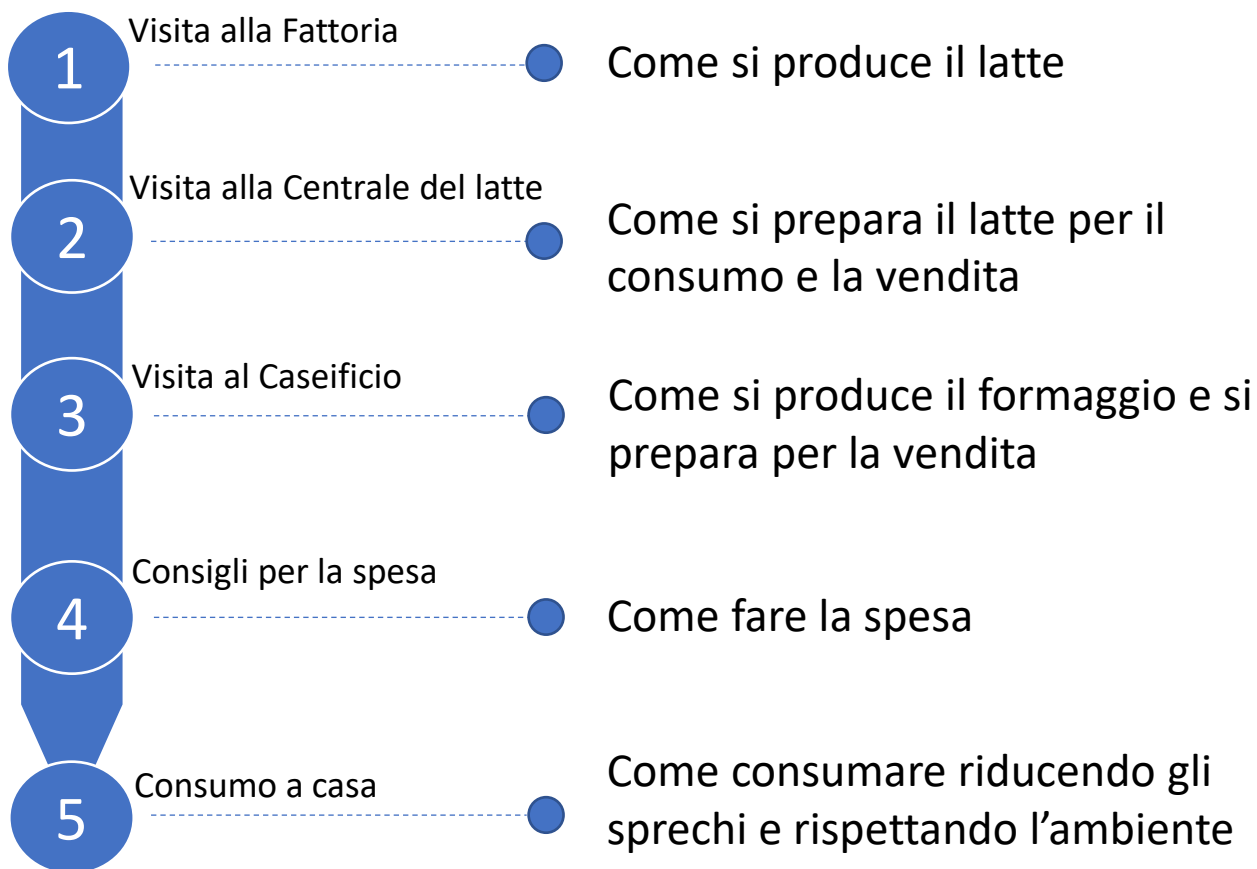 1
Visita alla Fattoria
Come si produce il latte
2
Visita alla Centrale del latte
Come si prepara il latte per il
consumo e la vendita
3
Visita al Caseificio
Come si produce il formaggio e si
prepara per la vendita
4
Consigli per la spesa
Come fare la spesa
5
Consumo a casa
Come consumare riducendo gli
sprechi e rispettando l’ambiente